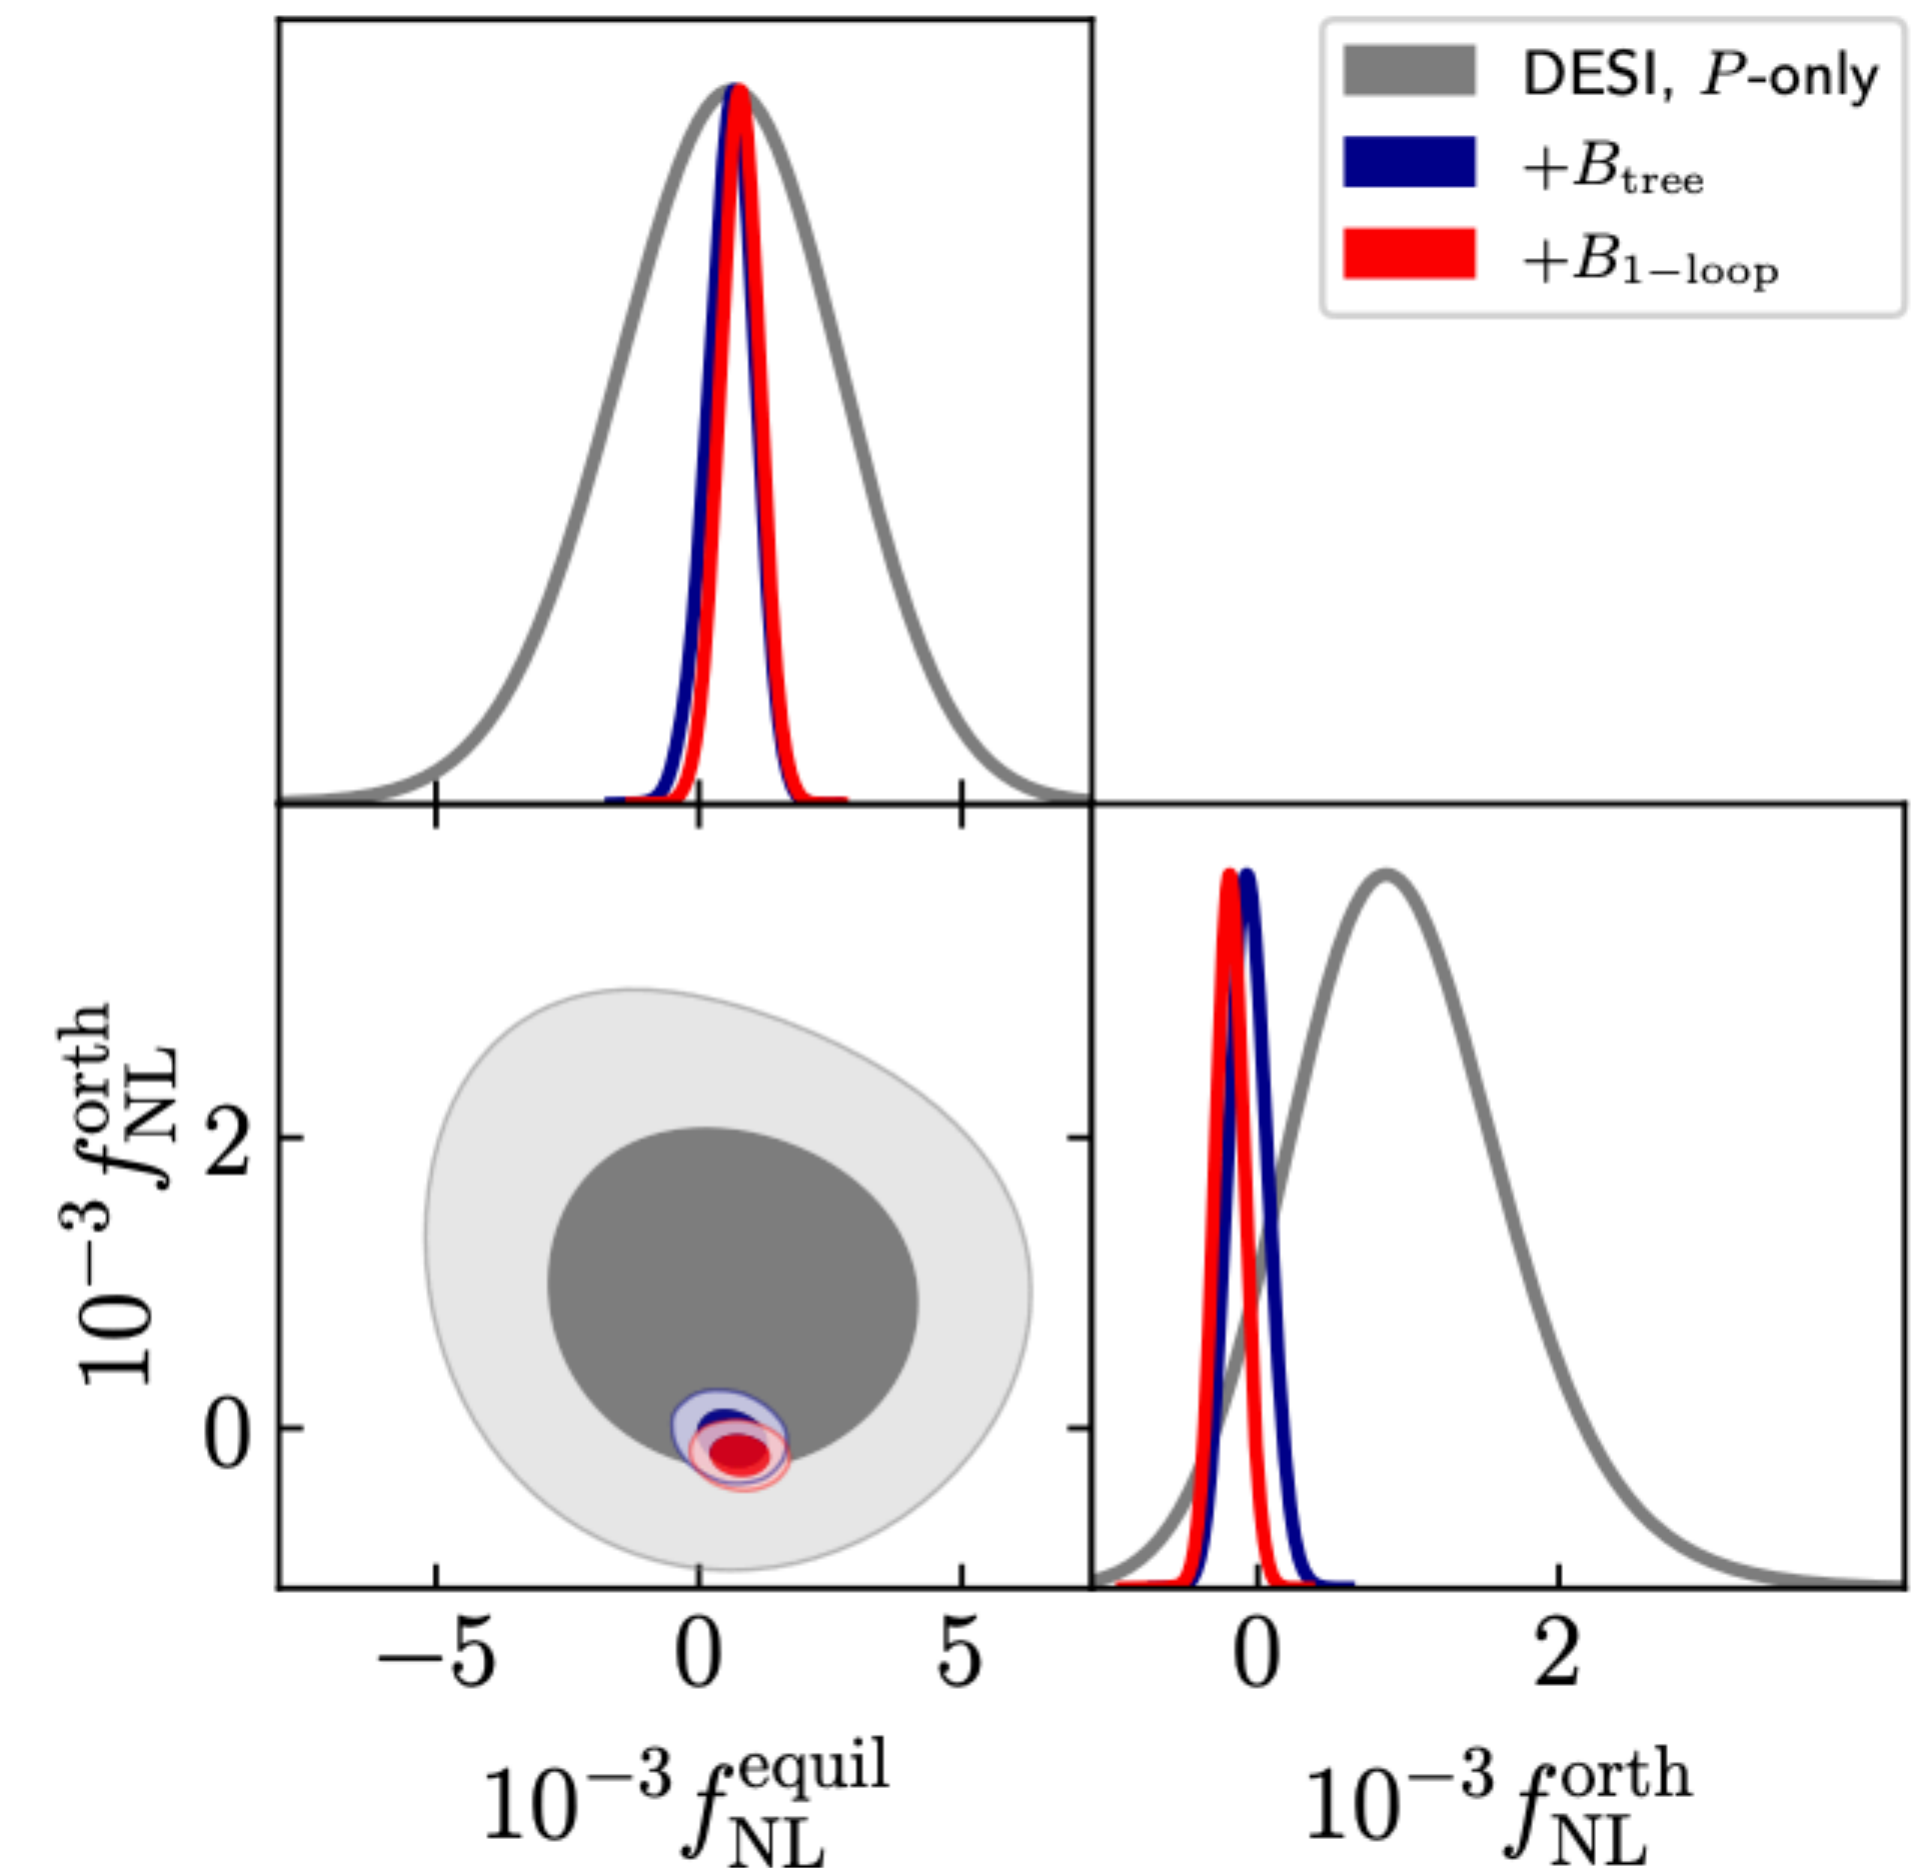 DESI, P-only
+B_tree
+B_1−loop
10^−3 f_NL^orth
2
0
−5 0 5
0 2
10^−3 f_NL^equil
10^−3 f_NL^orth